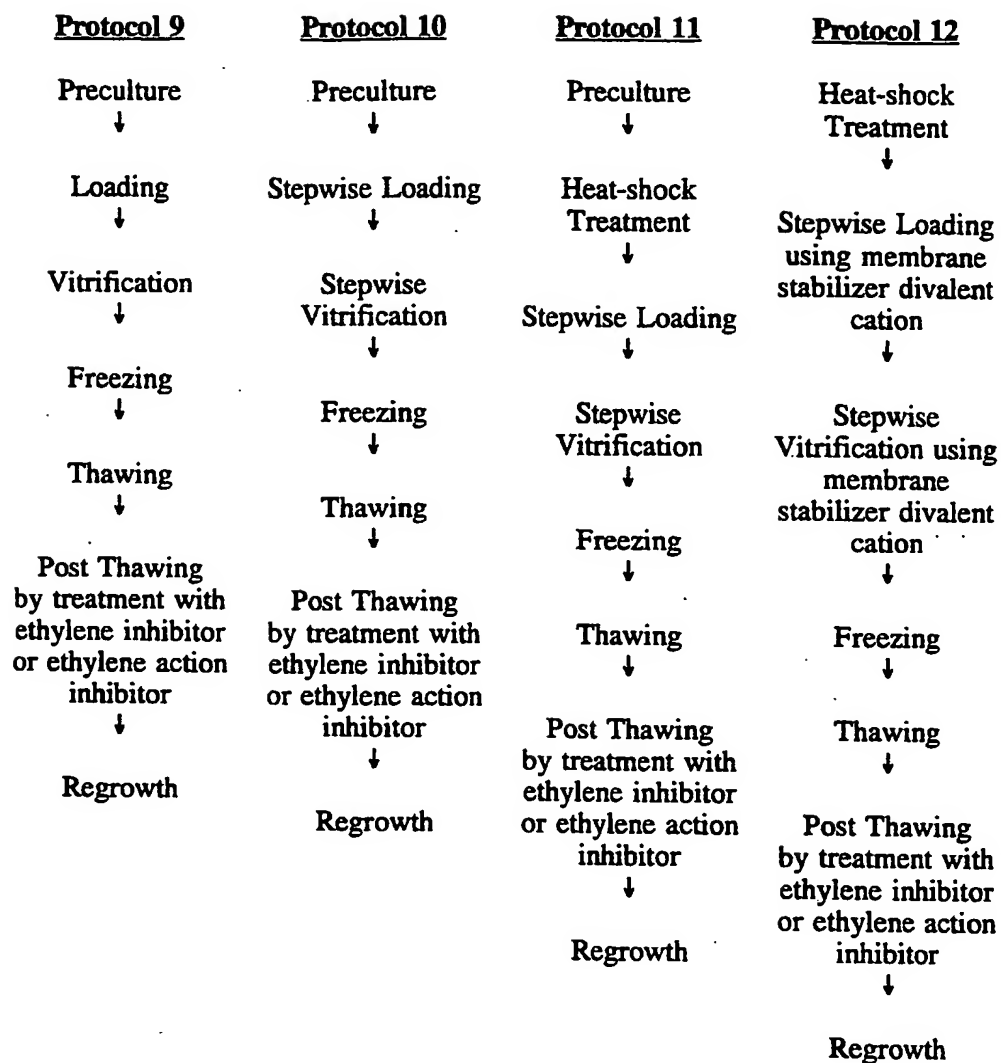 Protocol 9
Preculture
↓
Loading
↓
Vitrification
↓
Freezing
↓
Thawing
↓
Post Thawing
by treatment with
ethylene inhibitor
or ethylene action
inhibitor
↓
Regrowth
Protocol 10
Preculture
↓
Stepwise Loading
↓
Stepwise
Vitrification
↓
Freezing
↓
Thawing
↓
Post Thawing
by treatment with
ethylene inhibitor
or ethylene action
inhibitor
↓
Regrowth
Protocol 11
Preculture
↓
Heat-shock
Treatment
↓
Stepwise Loading
↓
Stepwise
Vitrification
↓
Freezing
↓
Thawing
↓
Post Thawing
by treatment with
ethylene inhibitor
or ethylene action
inhibitor
↓
Regrowth
Protocol 12
Heat-shock
Treatment
↓
Stepwise Loading
using membrane
stabilizer divalent
cation
↓
Stepwise
Vitrification using
membrane
stabilizer divalent
cation
↓
Freezing
↓
Thawing
↓
Post Thawing
by treatment with
ethylene inhibitor
or ethylene action
inhibitor
↓
Regrowth